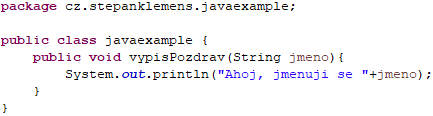 package cz.stepanklemens.javaexample;
public class javaexample {
public void vypisPozdrav(String jmeno){
System.out.println("Ahoj, jmenuji se "+jmeno);
}
}